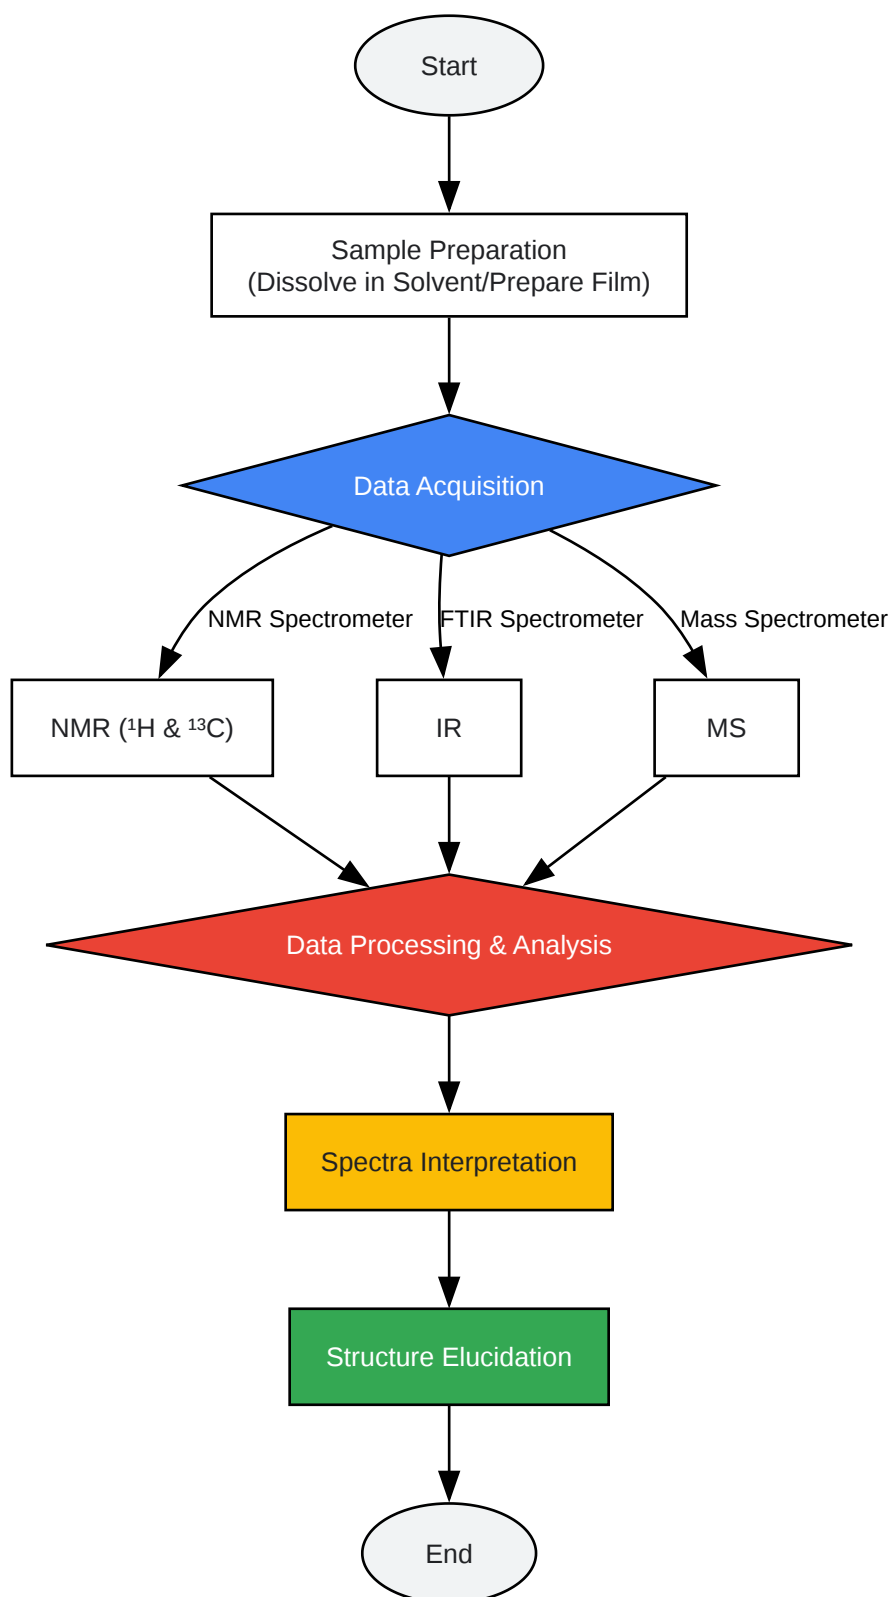 Start
Sample Preparation
(Dissolve in Solvent/Prepare Film)
Data Acquisition
NMR Spectrometer
FTIR Spectrometer
Mass Spectrometer
NMR (¹H & ¹³C)
IR
MS
Data Processing & Analysis
Spectra Interpretation
Structure Elucidation
End